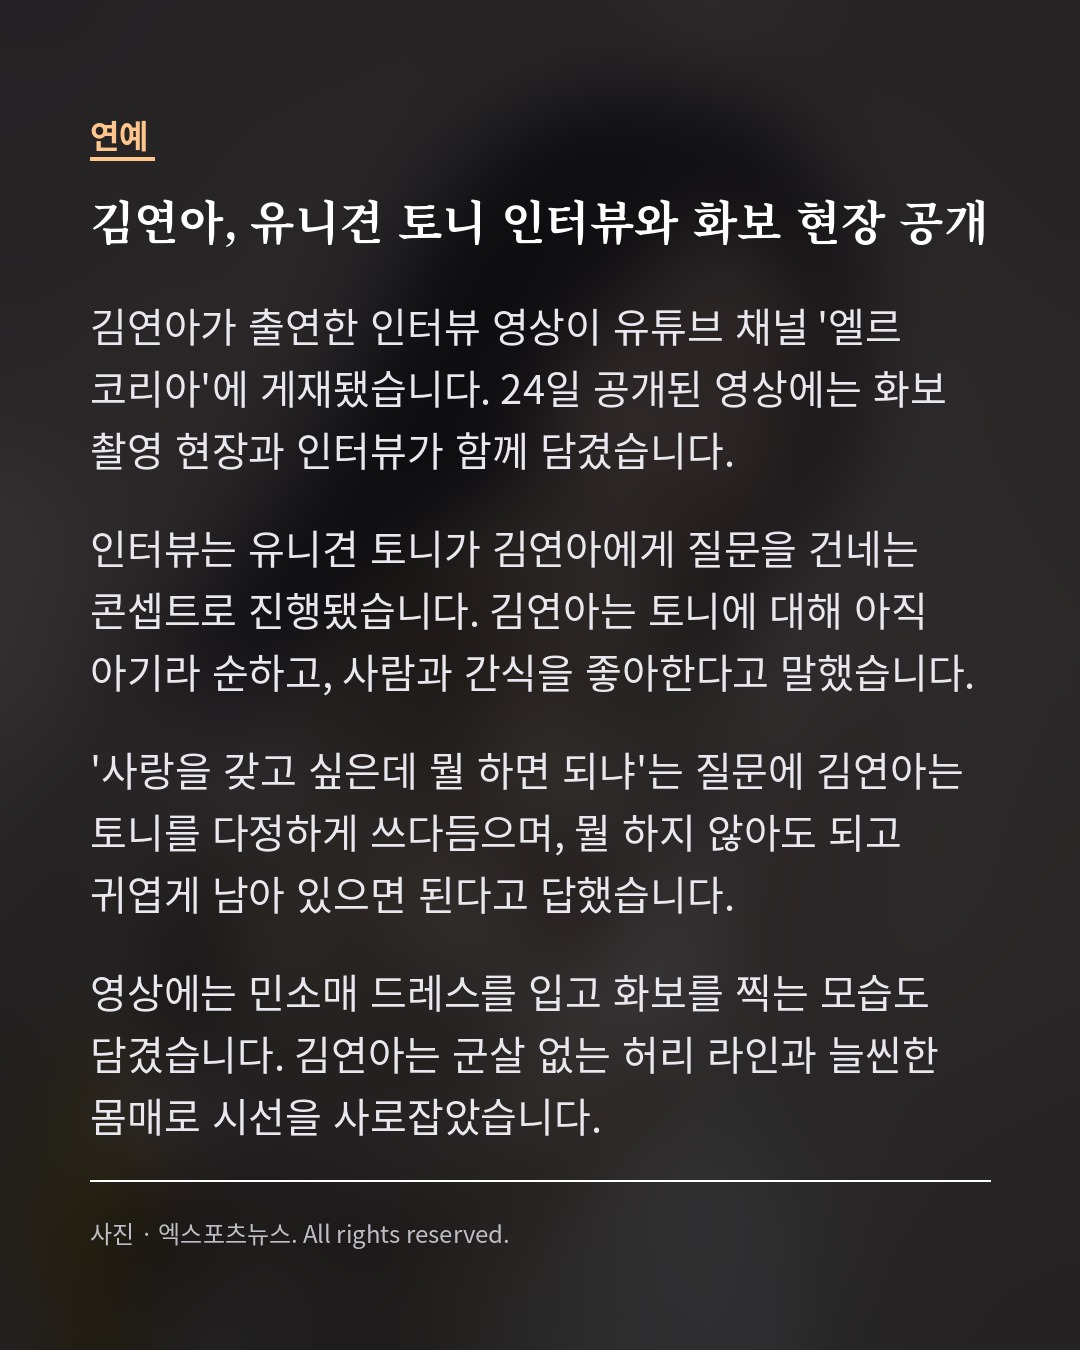 연예
김연아, 유니견 토니 인터뷰와 화보 현장 공개
김연아가 출연한 인터뷰 영상이 유튜브 채널 '엘르
코리아'에 게재됐습니다. 24일 공개된 영상에는 화보
촬영 현장과 인터뷰가 함께 담겼습니다.
인터뷰는 유니견 토니가 김연아에게 질문을 건네는
콘셉트로 진행됐습니다. 김연아는 토니에 대해 아직
아기라 순하고, 사람과 간식을 좋아한다고 말했습니다.
'사랑을 갖고 싶은데 뭘 하면 되냐'는 질문에 김연아는
토니를 다정하게 쓰다듬으며, 뭘 하지 않아도 되고
귀엽게 남아 있으면 된다고 답했습니다.
영상에는 민소매 드레스를 입고 화보를 찍는 모습도
담겼습니다. 김연아는 군살 없는 허리 라인과 늘씬한
몸매로 시선을 사로잡았습니다.
사진 · 엑스포츠뉴스. All rights reserved.